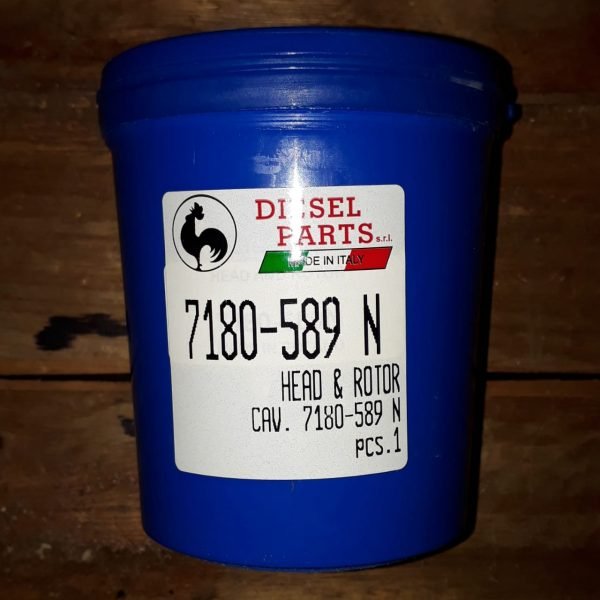 DIESEL
PARTS s.r.l.
MADE IN ITALY
7180-589 N
HEAD & ROTOR
CAV. 7180-589 N
pcs.1